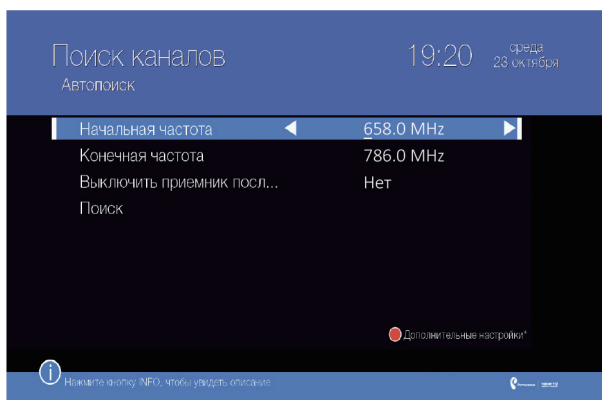 Поиск каналов
19:20
среда
23 октября
Автопоиск
Начальная частота 658.0 MHz
Конечная частота 786.0 MHz
Выключить приемник посл... Нет
Поиск
Дополнительные настройки*
Нажмите кнопку INFO, чтобы увидеть описание